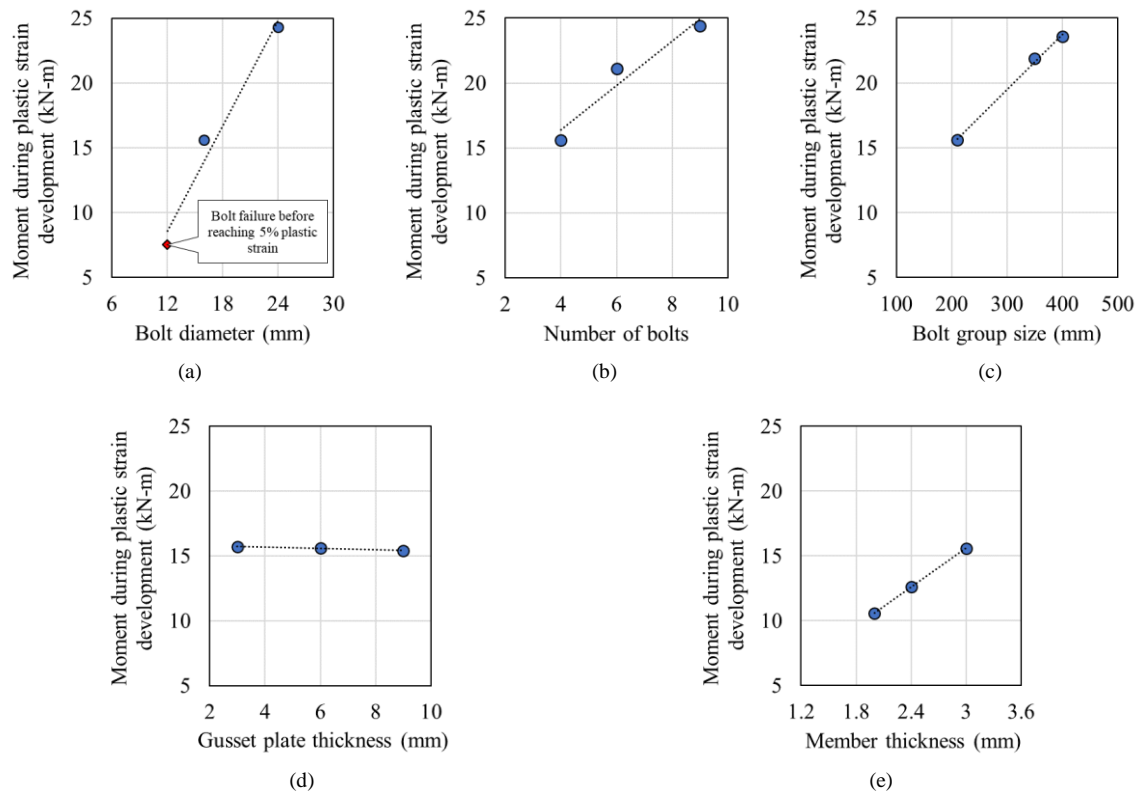 Moment during plastic strain
development (kN-m)
25
20
15
10
5
Bolt failure before
reaching 5% plastic
strain
6 12 18 24 30
Bolt diameter (mm)
(a)
Moment during plastic strain
development (kN-m)
25
20
15
10
5
2 4 6 8 10
Number of bolts
(b)
Moment during plastic strain
development (kN-m)
25
20
15
10
5
100 200 300 400 500
Bolt group size (mm)
(c)
Moment during plastic strain
development (kN-m)
25
20
15
10
5
2 4 6 8 10
Gusset plate thickness (mm)
(d)
Moment during plastic strain
development (kN-m)
25
20
15
10
5
1.2 1.8 2.4 3 3.6
Member thickness (mm)
(e)